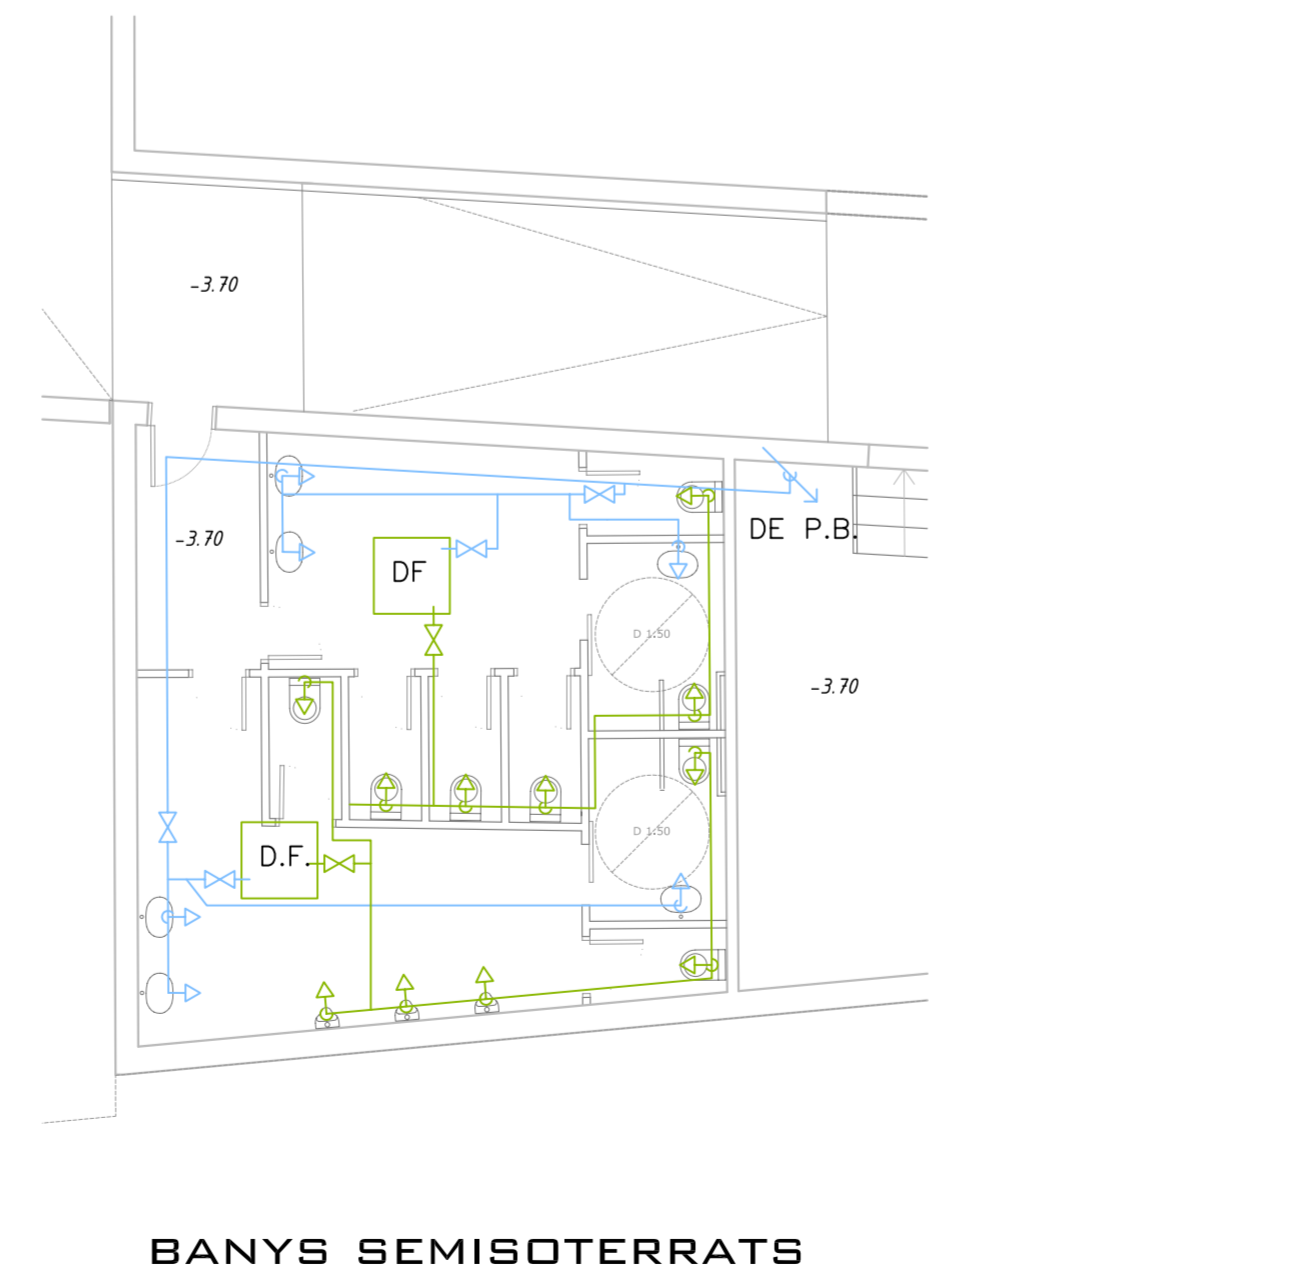 -3.70
DE P.B.
-3.70
DF
D 1.50
-3.70
D 1.50
D.F.
BANYS SEMISOTERRATS